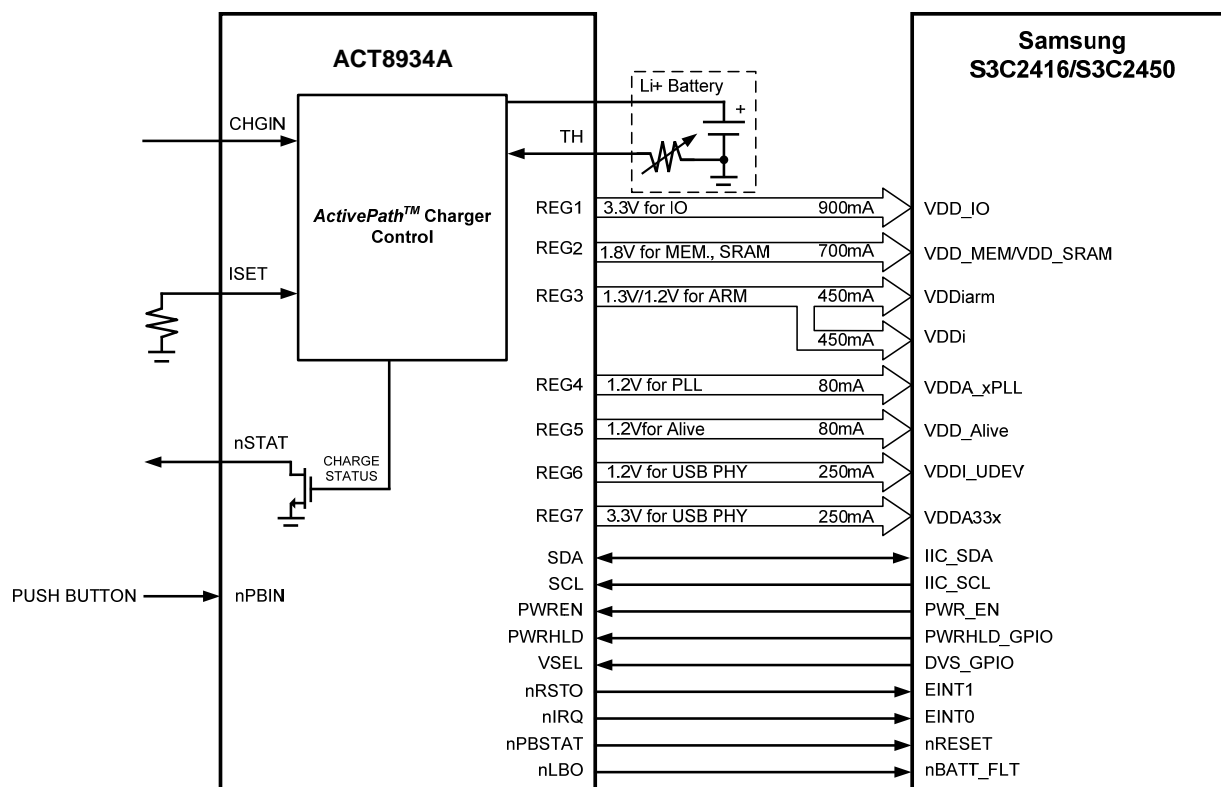 ACT8934A
Samsung
S3C2416/S3C2450
Li+ Battery
+
CHGIN
TH
ActivePath™ Charger
Control
ISET
REG1
3.3V for IO
900mA
VDD_IO
REG2
1.8V for MEM., SRAM
700mA
VDD_MEM/VDD_SRAM
REG3
1.3V/1.2V for ARM
450mA
VDDiarm
450mA
VDDi
REG4
1.2V for PLL
80mA
VDDA_xPLL
REG5
1.2Vfor Alive
80mA
VDD_Alive
nSTAT
CHARGE
STATUS
REG6
1.2V for USB PHY
250mA
VDDI_UDEV
REG7
3.3V for USB PHY
250mA
VDDA33x
SDA
IIC_SDA
SCL
IIC_SCL
PUSH BUTTON
nPBIN
PWREN
PWR_EN
PWRHLD
PWRHLD_GPIO
VSEL
DVS_GPIO
nRSTO
EINT1
nIRQ
EINT0
nPBSTAT
nRESET
nLBO
nBATT_FLT